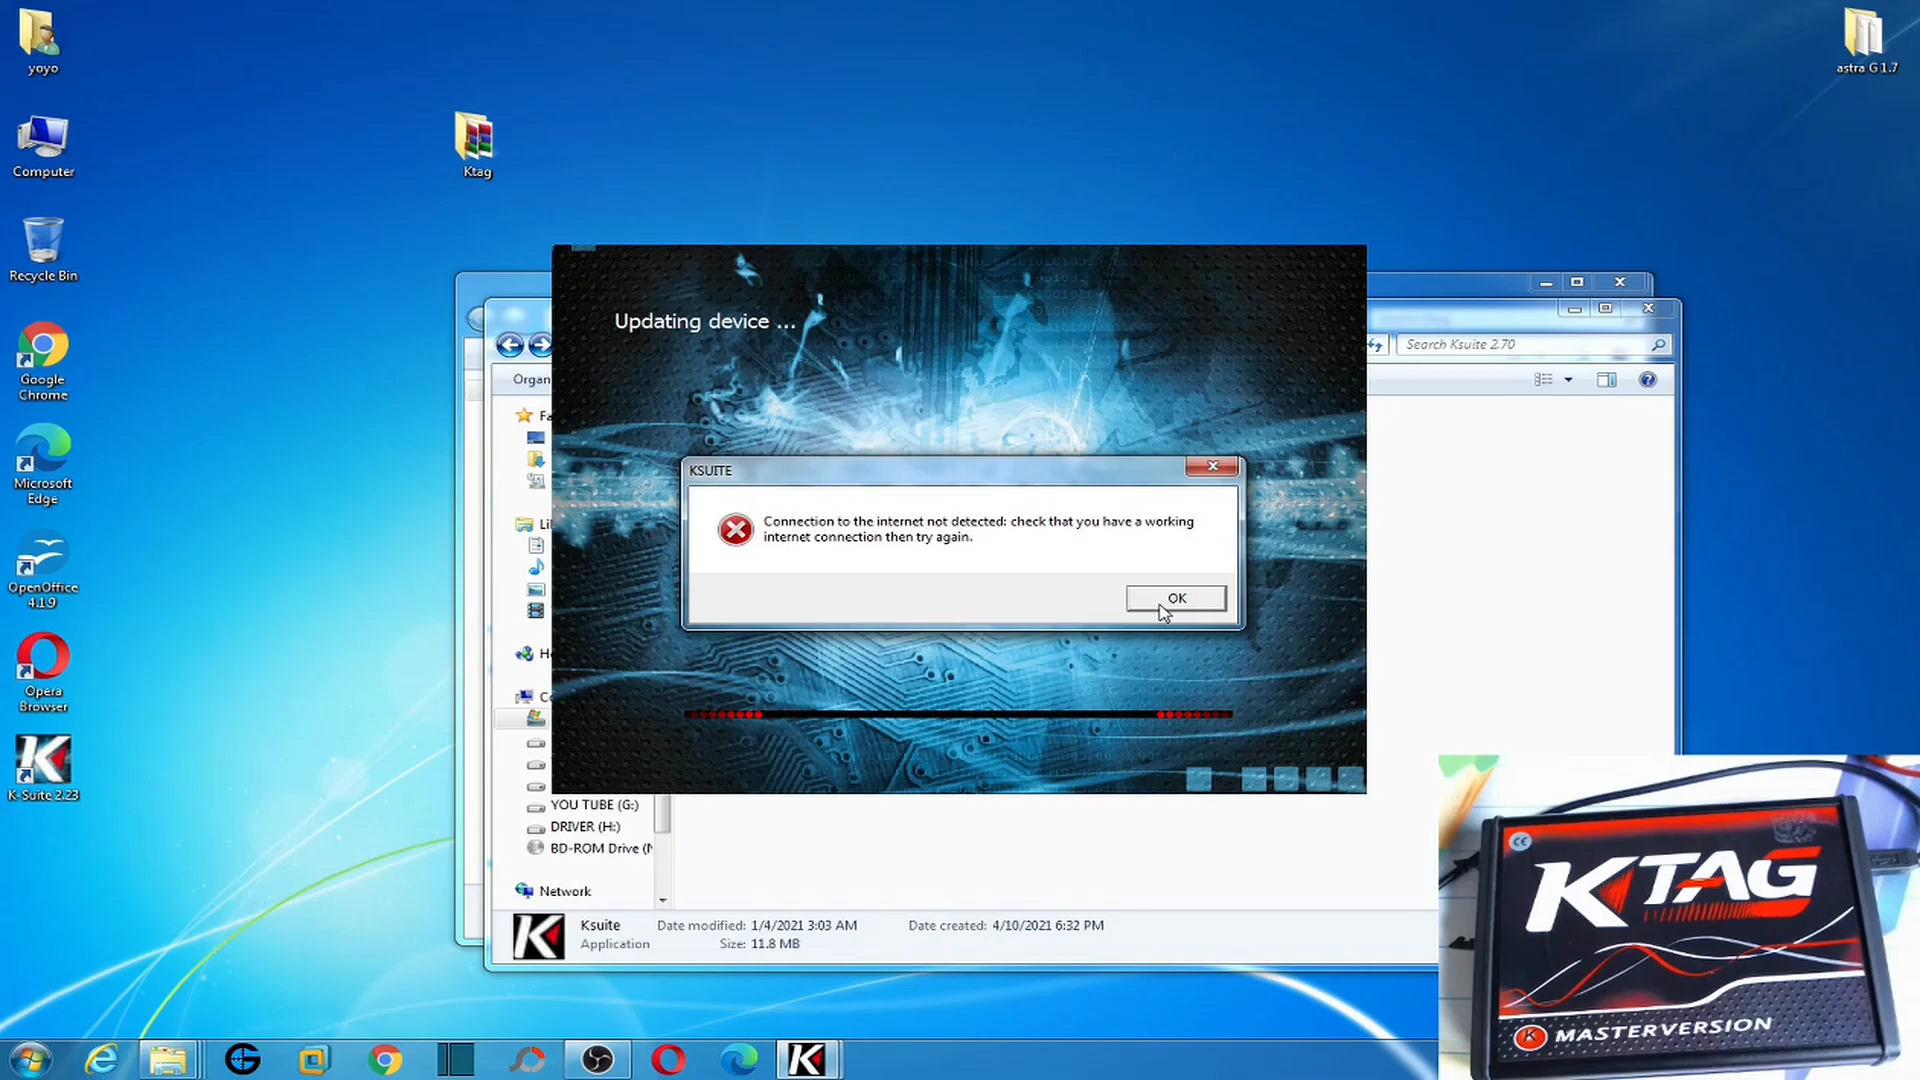 yoyo
Computer
Recycle Bin
Google
Chrome
Microsoft
Edge
OpenOffice
4.1.9
Opera
Browser
K-Suite 2.23
Ktag
astra G 1.7
Updating device ...
Search Ksuite 2.70
Organ
Fa
Li
H
Co
KSUITE
Connection to the internet not detected: check that you have a working
internet connection then try again.
OK
YOU TUBE (G:)
DRIVER (H:)
BD-ROM Drive (
Network
Ksuite
Application
Date modified: 1/4/2021 3:03 AM
Size: 11.8 MB
Date created: 4/10/2021 6:32 PM
CE
KTAG
K MASTERVERSION